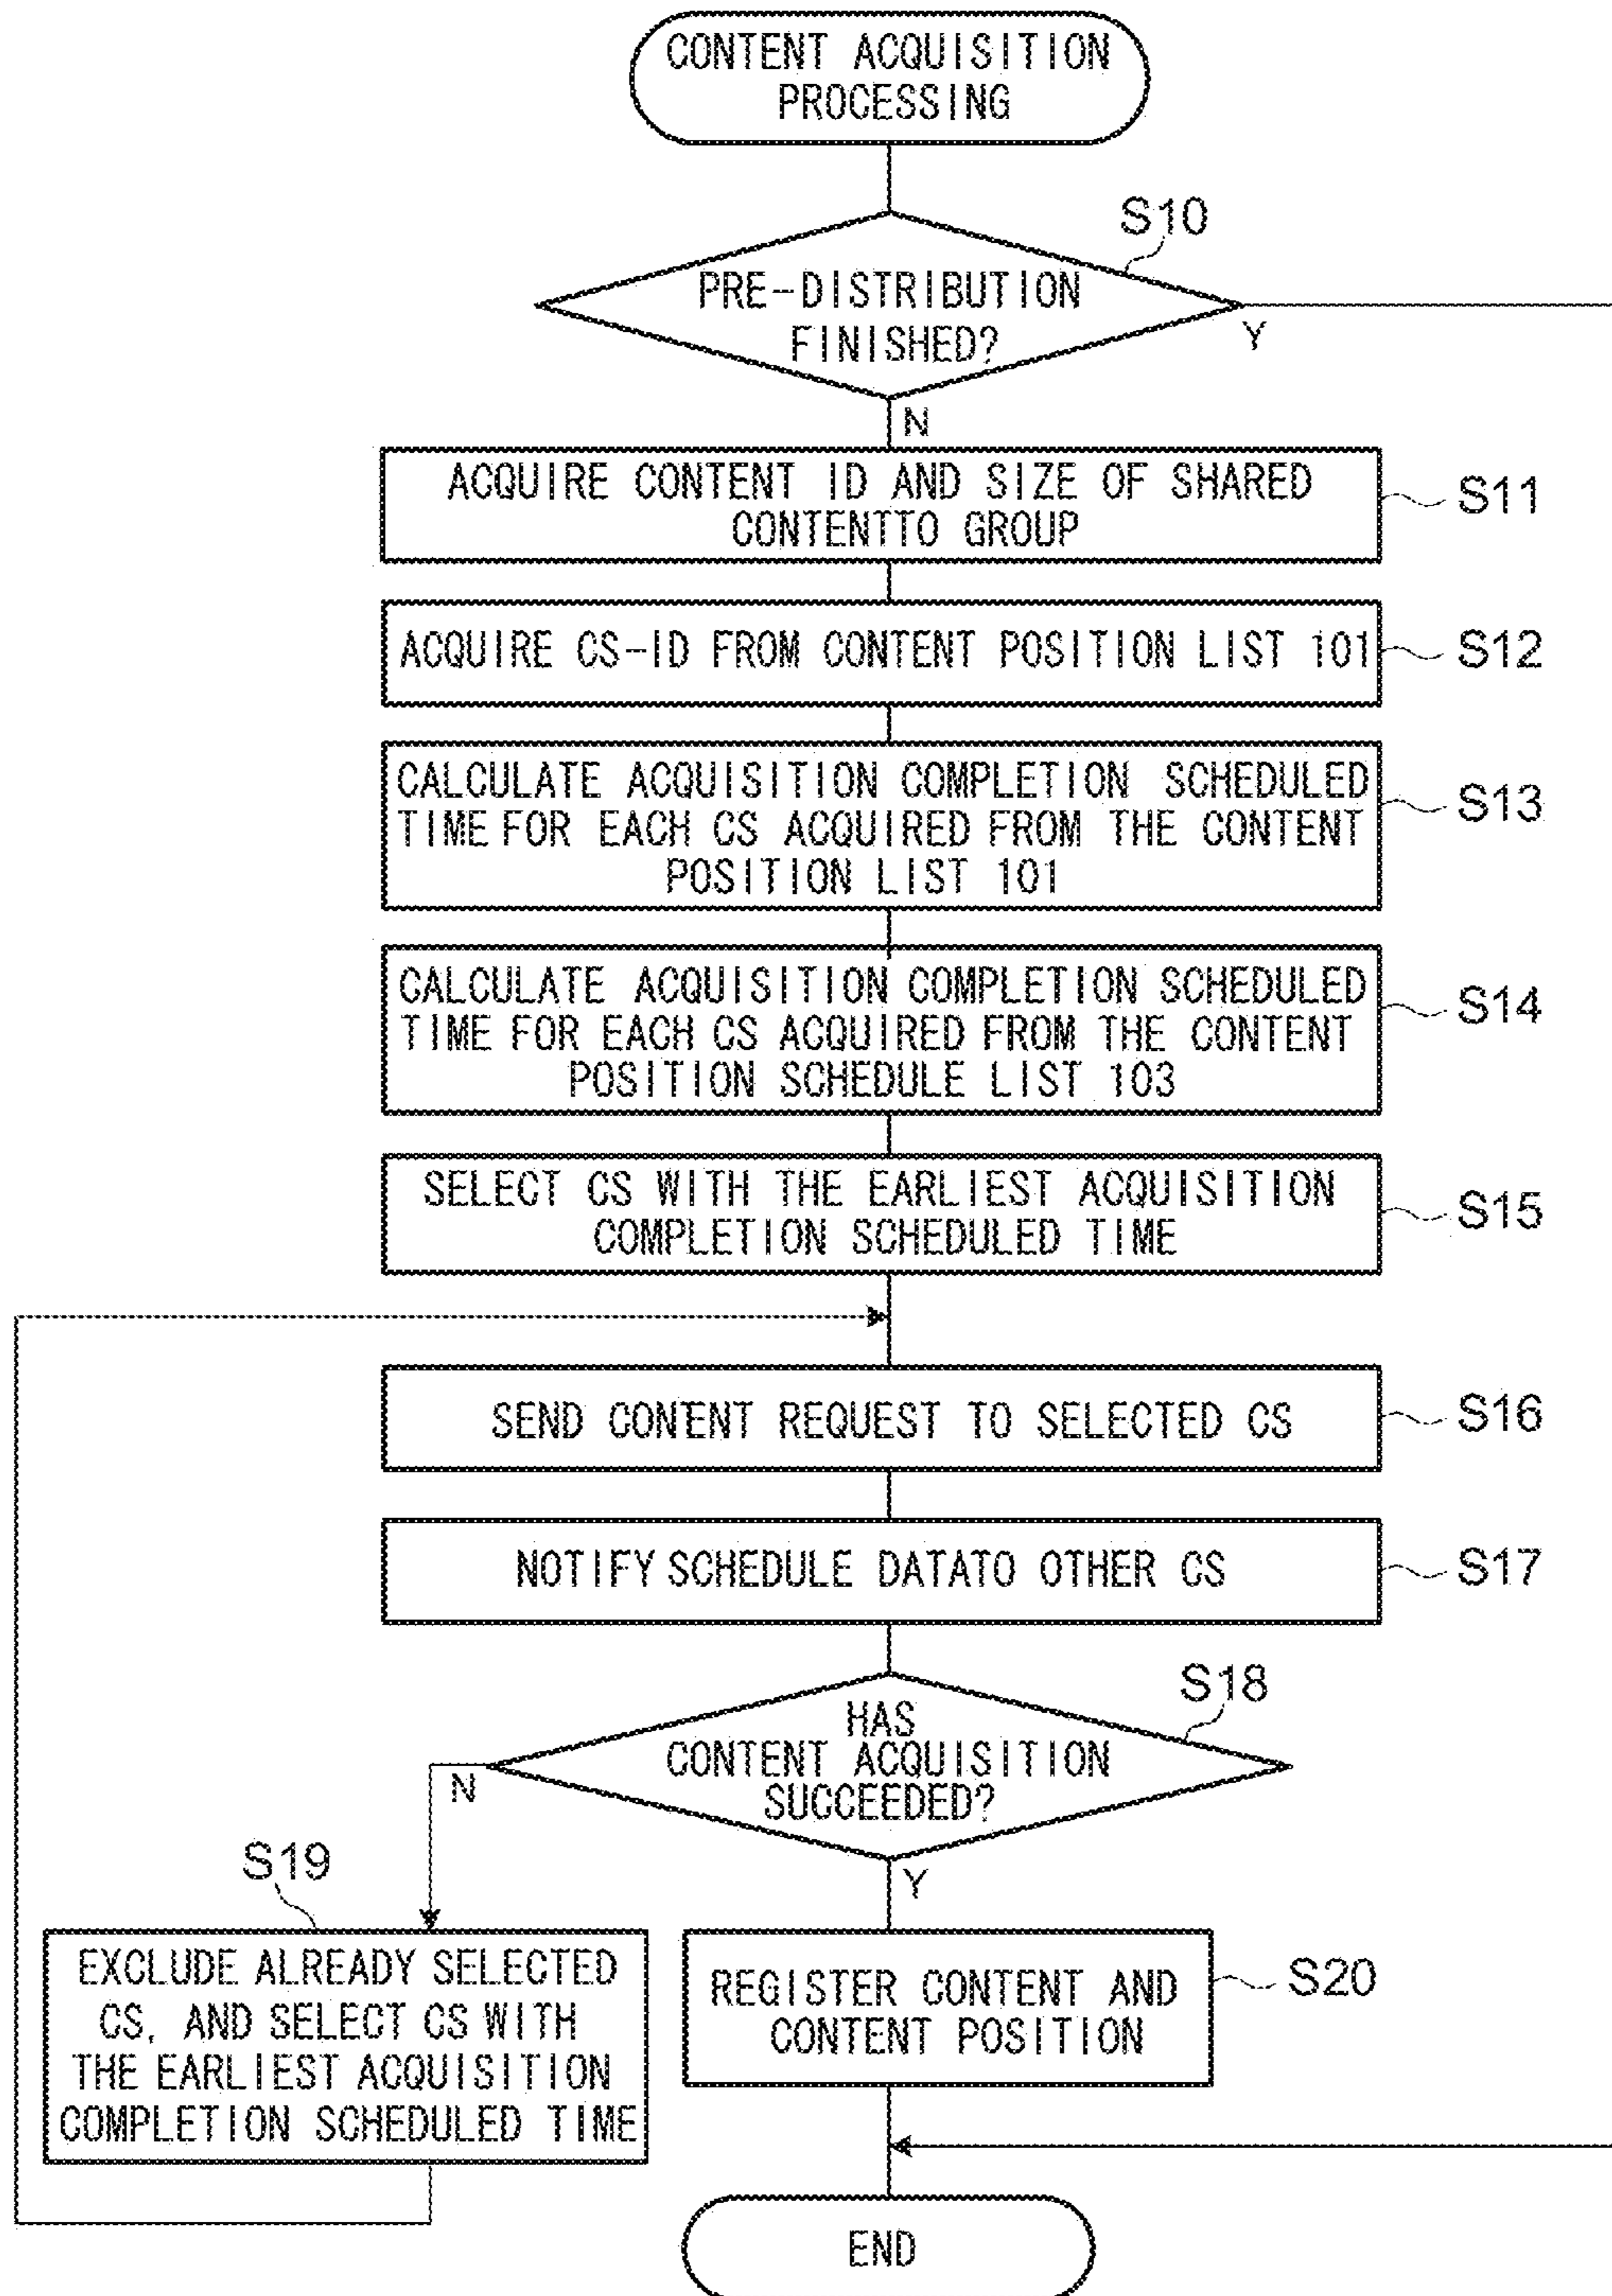 CONTENT ACQUISITION
PROCESSING
S10
PRE-DISTRIBUTION
FINISHED?
Y
N
ACQUIRE CONTENT ID AND SIZE OF SHARED
CONTENTTO GROUP
S11
ACQUIRE CS-ID FROM CONTENT POSITION LIST 101
S12
CALCULATE ACQUISITION COMPLETION SCHEDULED
TIME FOR EACH CS ACQUIRED FROM THE CONTENT
POSITION LIST 101
S13
CALCULATE ACQUISITION COMPLETION SCHEDULED
TIME FOR EACH CS ACQUIRED FROM THE CONTENT
POSITION SCHEDULE LIST 103
S14
SELECT CS WITH THE EARLIEST ACQUISITION
COMPLETION SCHEDULED TIME
S15
SEND CONTENT REQUEST TO SELECTED CS
S16
NOTIFY SCHEDULE DATATO OTHER CS
S17
S18
HAS
CONTENT ACQUISITION
SUCCEEDED?
N
Y
S19
EXCLUDE ALREADY SELECTED
CS, AND SELECT CS WITH
THE EARLIEST ACQUISITION
COMPLETION SCHEDULED TIME
REGISTER CONTENT AND
CONTENT POSITION
S20
END